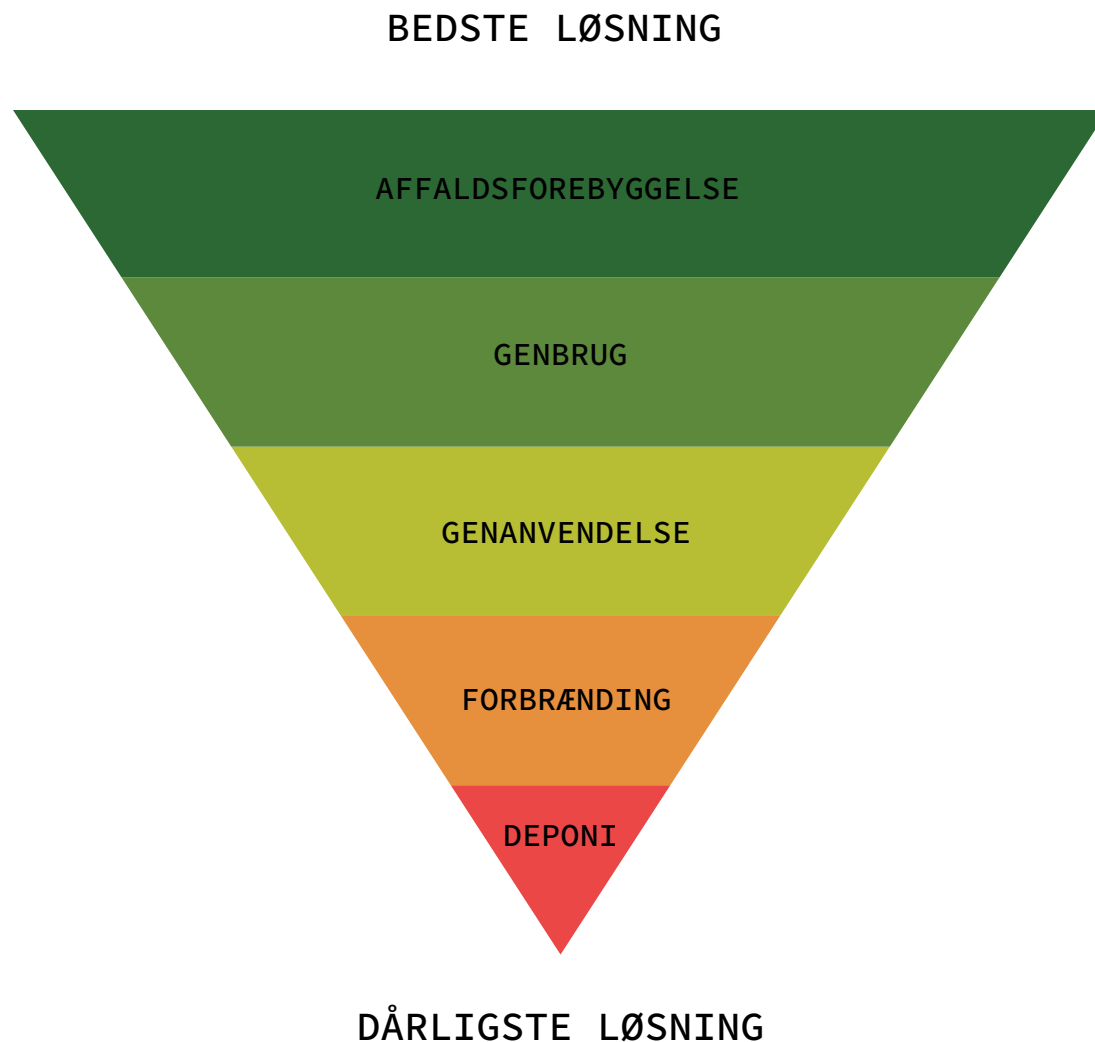 BEDSTE LØSNING
AFFALDSFOREBYGGELSE
GENBRUG
GENANVENDELSE
FORBRÆNDING
DEPONI
DÅRLIGSTE LØSNING